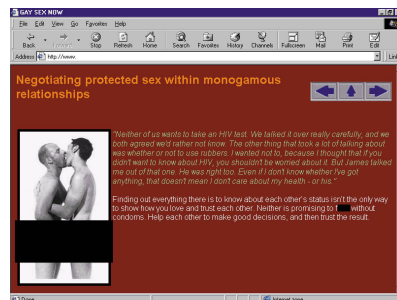 GAY SEX NOW
File Edit View Go Favorites Help
Back Forward Stop Refresh Home Search Favorites History Channels Fullscreen Mail Print Edit
Address http://www. Lin
Negotiating protected sex within monogamous
relationships
"Neither of us wants to take an HIV test. We talked it over really carefully, and we
both agreed we'd rather not know. The other thing that took a lot of talking about
was whether or not to use rubbers. I wanted not to, because I thought that if you
didn't want to know about HIV, you shouldn't be worried about it. But James talked
me out of that one. He was right too. Even if I don't know whether I've got
anything, that doesn't mean I don't care about my health - or his."
Finding out everything there is to know about each other's status isn't the only way
to show how you love and trust each other. Neither is promising to f without
condoms. Help each other to make good decisions, and then trust the result.
Done Internet zone